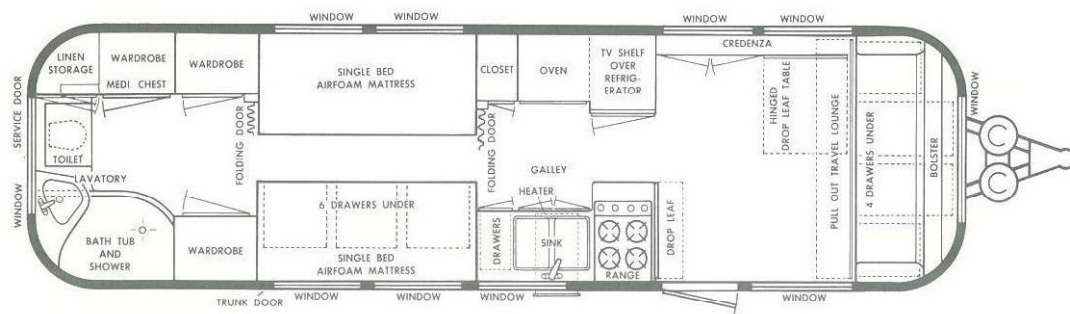 WINDOW
WINDOW
WINDOW
WINDOW
LINEN
STORAGE
WARDROBE
MEDI. CHEST
WARDROBE
SINGLE BED
AIRFOAM MATTRESS
CLOSET
OVEN
TV SHELF
OVER
REFRIG-
ERATOR
CREDENZA
HINGED
DROP LEAF TABLE
PULL OUT TRAVEL LOUNGE
4 DRAWERS UNDER
BOLSTER
WINDOW
SERVICE DOOR
TOILET
LAVATORY
FOLDING DOOR
FOLDING DOOR
GALLEY
HEATER
WINDOW
BATH TUB
AND
SHOWER
WARDROBE
6 DRAWERS UNDER
SINGLE BED
AIRFOAM MATTRESS
DRAWERS
SINK
RANGE
DROP LEAF
TRUNK DOOR
WINDOW
WINDOW
WINDOW
WINDOW